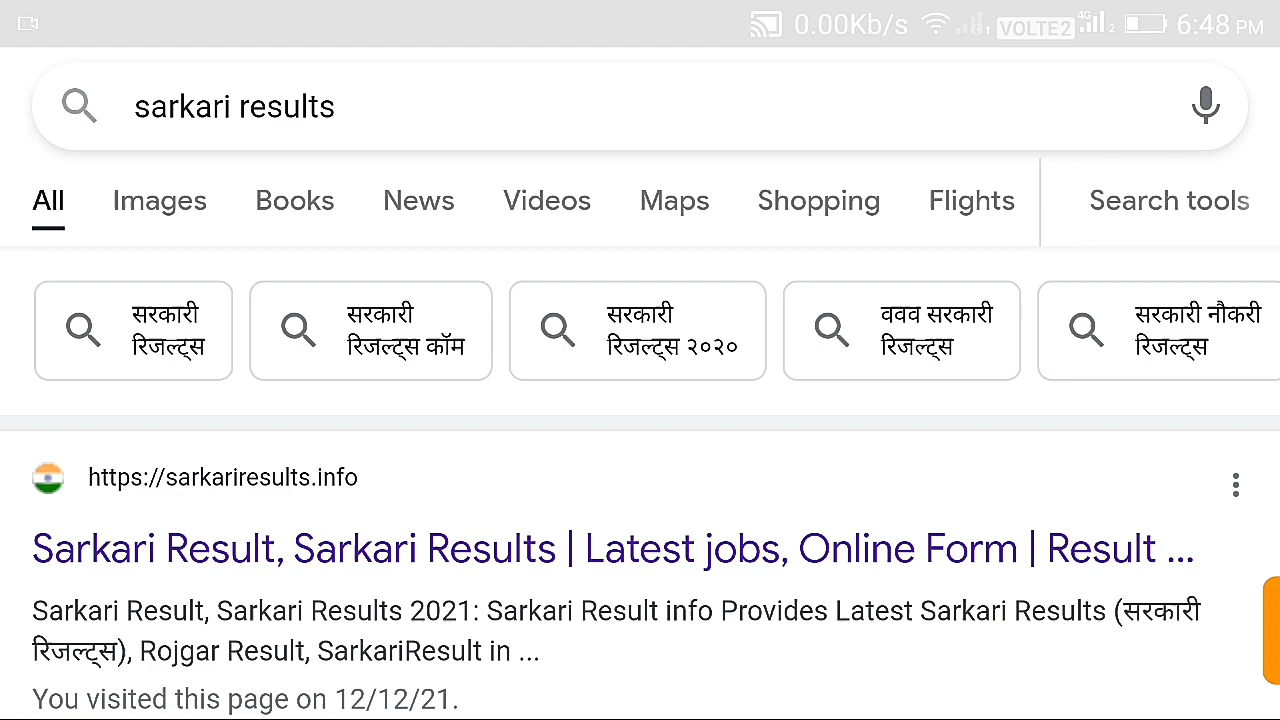 0.00Kb/s 1 VOLTE2 4G 2 6:48 PM
sarkari results
All Images Books News Videos Maps Shopping Flights Search tools
सरकारी
रिजल्ट्स
सरकारी
रिजल्ट्स कॉम
सरकारी
रिजल्ट्स २०२०
ववव सरकारी
रिजल्ट्स
सरकारी नौकरी
रिजल्ट्स
https://sarkariresults.info
Sarkari Result, Sarkari Results | Latest jobs, Online Form | Result ...
Sarkari Result, Sarkari Results 2021: Sarkari Result info Provides Latest Sarkari Results (सरकारी
रिजल्ट्स), Rojgar Result, SarkariResult in ...
You visited this page on 12/12/21.